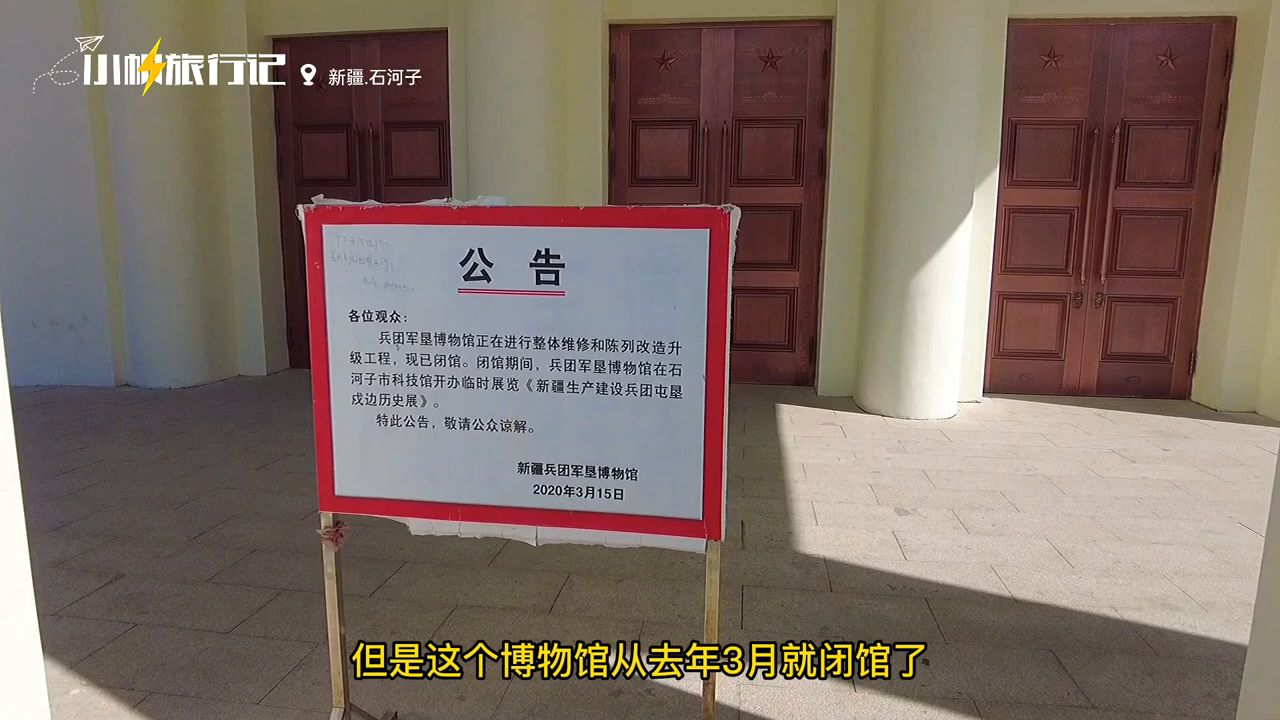 小帧旅行记
新疆.石河子
公 告
各位观众：
兵团军垦博物馆正在进行整体维修和陈列改造升
级工程，现已闭馆。闭馆期间，兵团军垦博物馆在石
河子市科技馆开办临时展览《新疆生产建设兵团屯垦
戍边历史展》。
特此公告，敬请公众谅解。
新疆兵团军垦博物馆
2020年3月15日
但是这个博物馆从去年3月就闭馆了